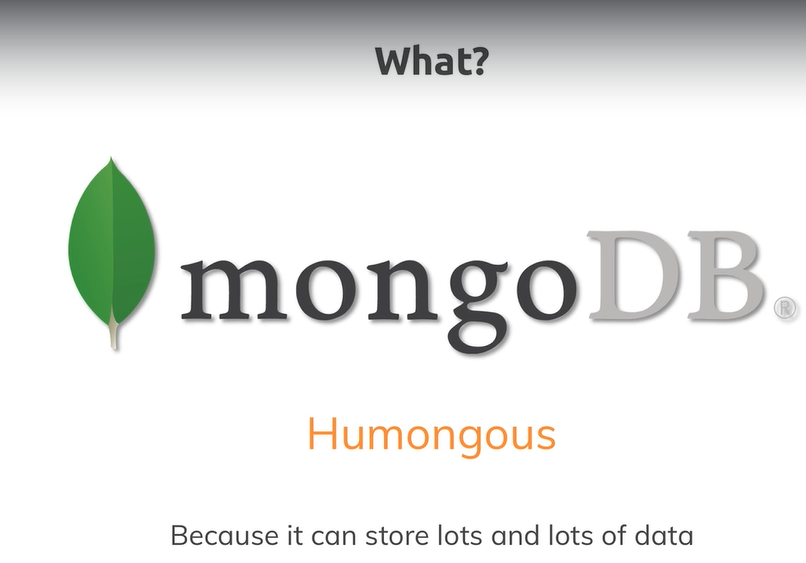 What?
mongoDB®
Humongous
Because it can store lots and lots of data